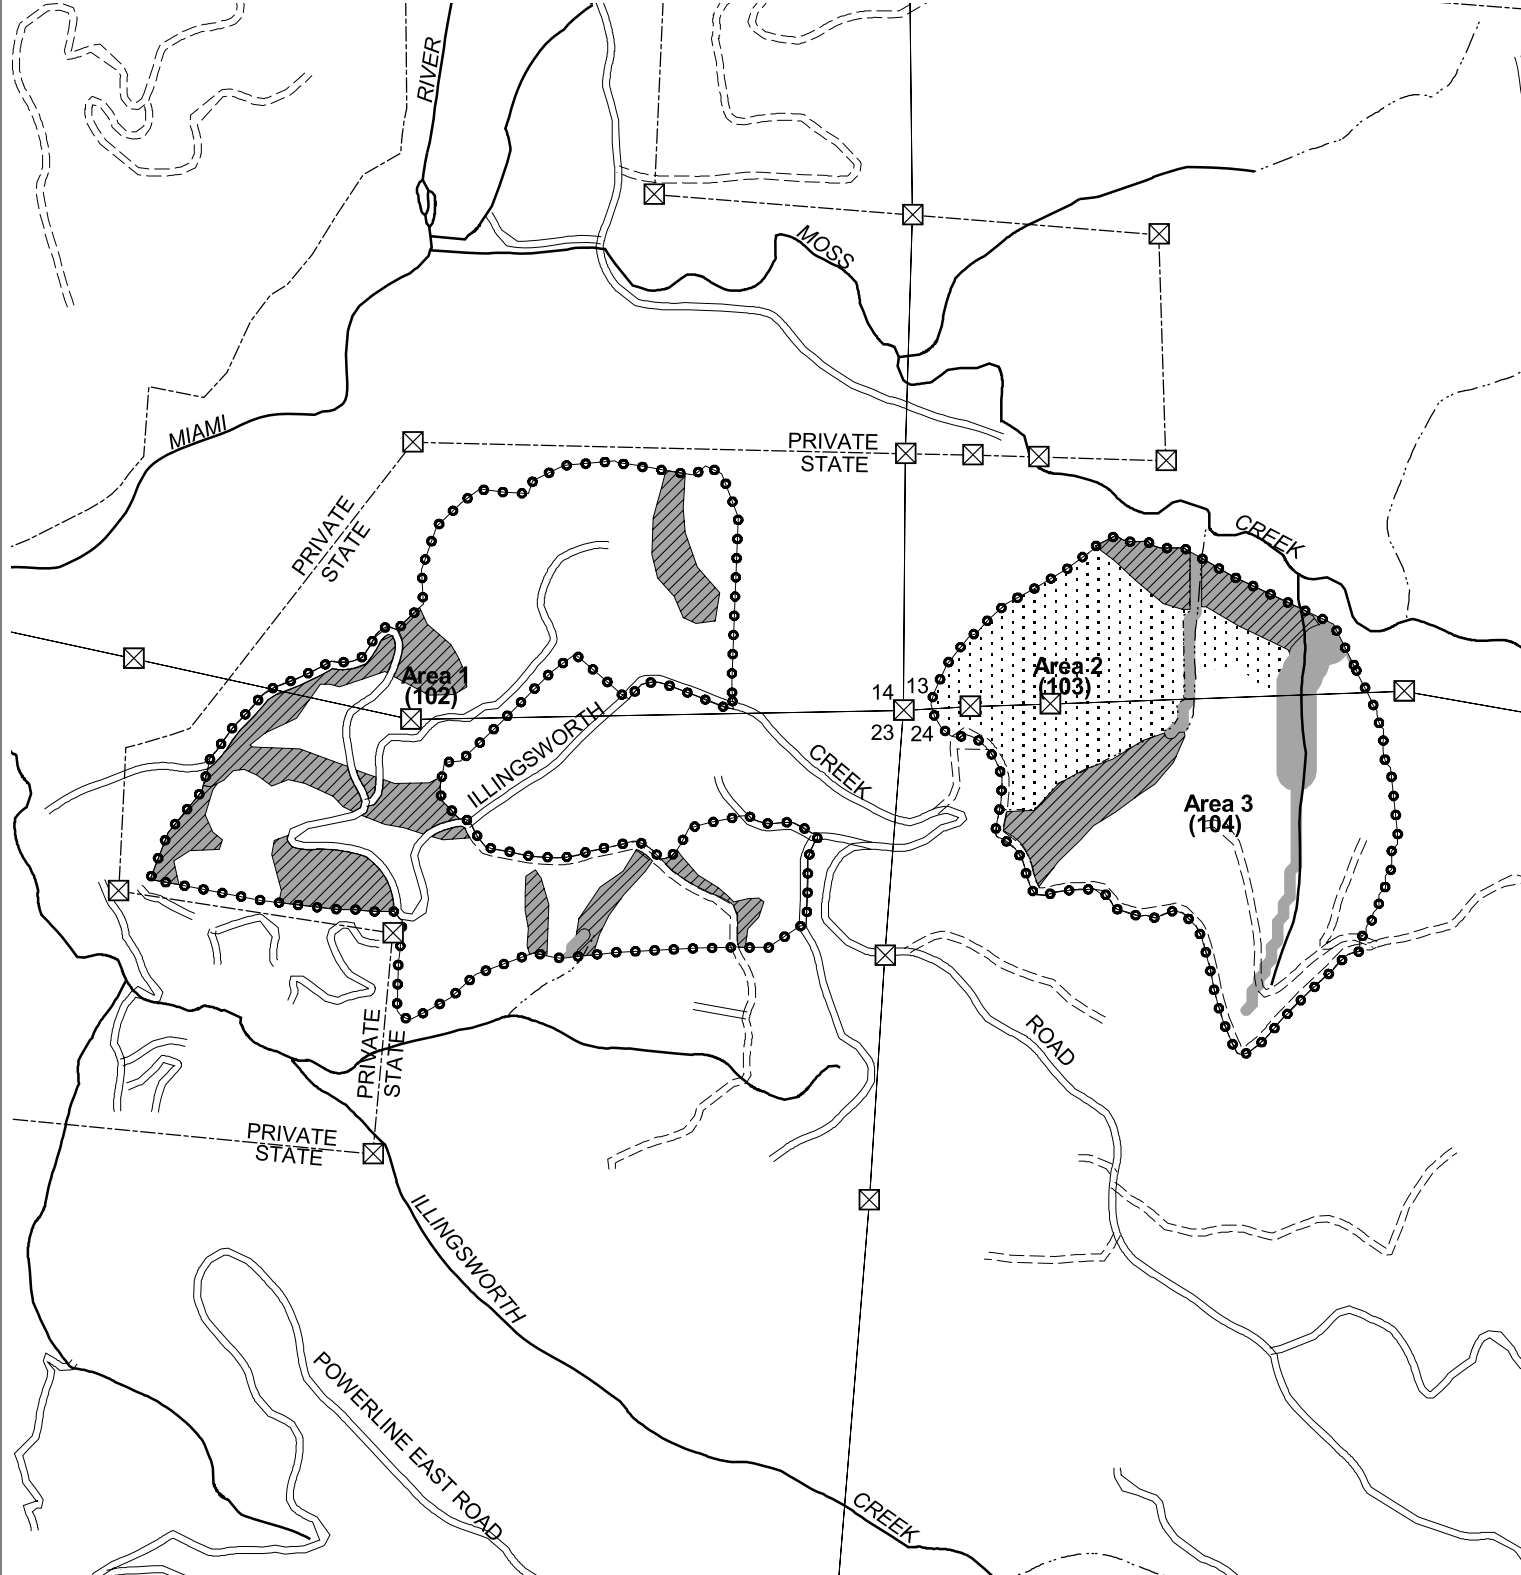 RIVER
MOSS
MIAMI
PRIVATE
STATE
PRIVATE
STATE
CREEK
Area 1
(102)
Area 2
(103)
14 13
23 24
ILLINGSWORTH
CREEK
Area 3
(104)
ROAD
PRIVATE
STATE
PRIVATE
STATE
ILLINGSWORTH
POWERLINE EAST ROAD
CREEK